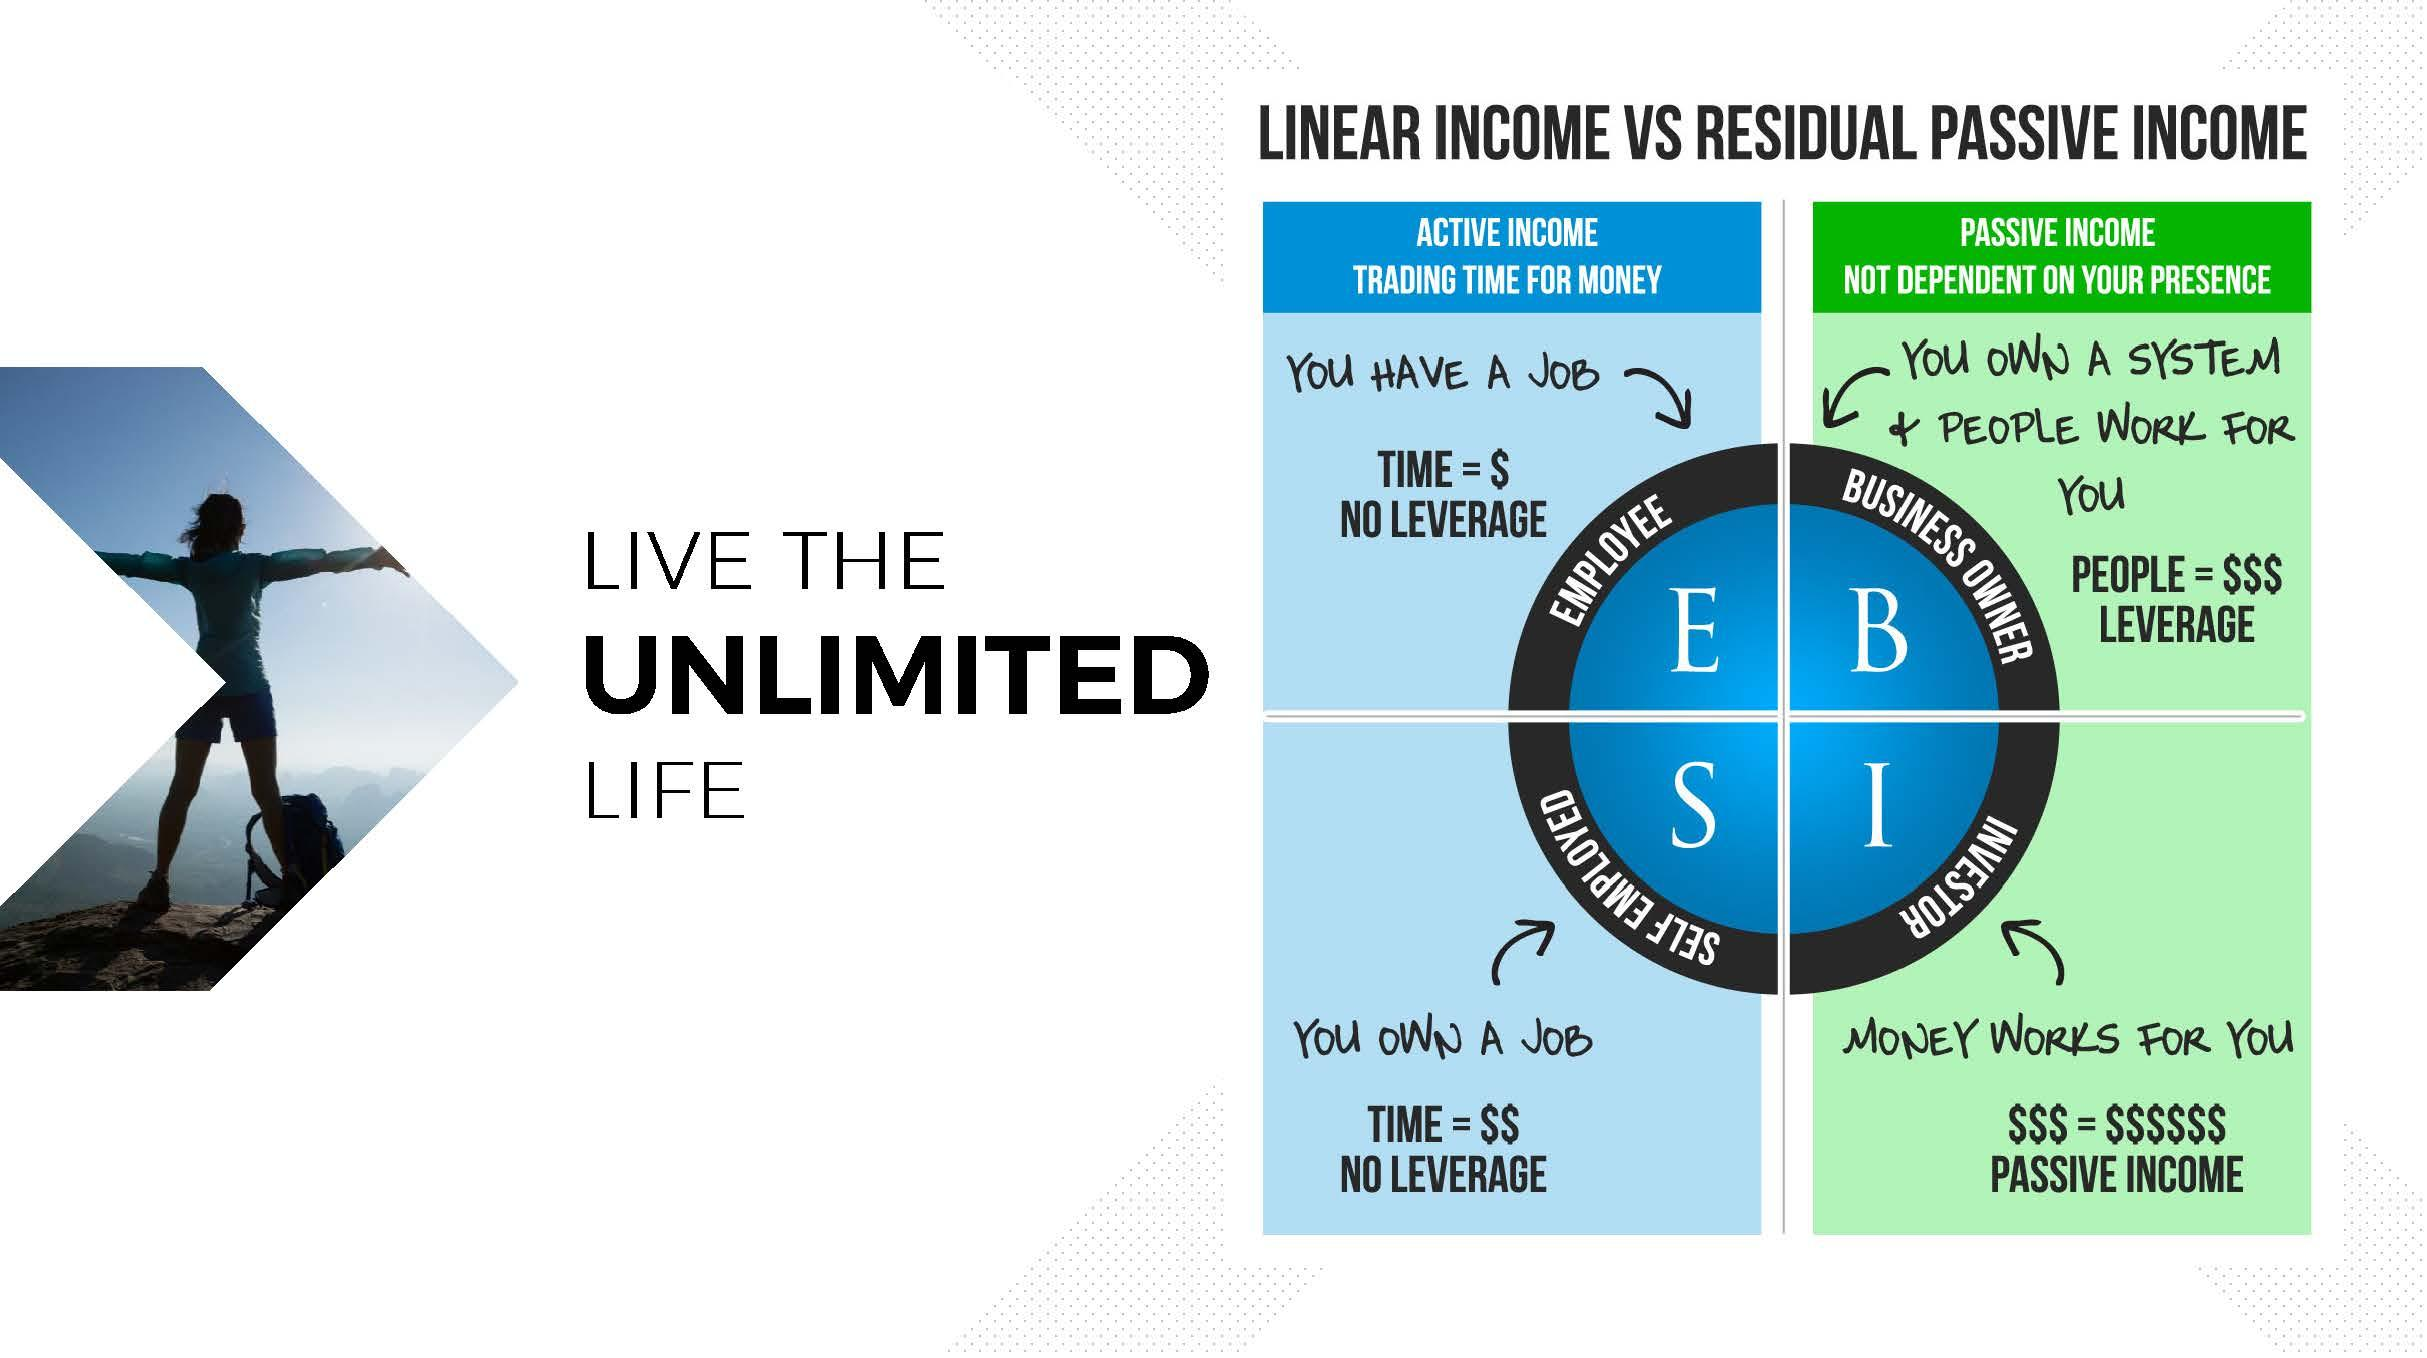 LIVE THE
UNLIMITED
LIFE
LINEAR INCOME VS RESIDUAL PASSIVE INCOME
ACTIVE INCOME
TRADING TIME FOR MONEY
YOU HAVE A JOB
TIME = $
NO LEVERAGE
EMPLOYEE
E
PASSIVE INCOME
NOT DEPENDENT ON YOUR PRESENCE
YOU OWN A SYSTEM
& PEOPLE WORK FOR
YOU
PEOPLE = $$$
LEVERAGE
BUSINESS OWNER
B
S
SELF EMPLOYED
YOU OWN A JOB
TIME = $$
NO LEVERAGE
I
INVESTOR
MONEY WORKS FOR YOU
$$$ = $$$$$$
PASSIVE INCOME